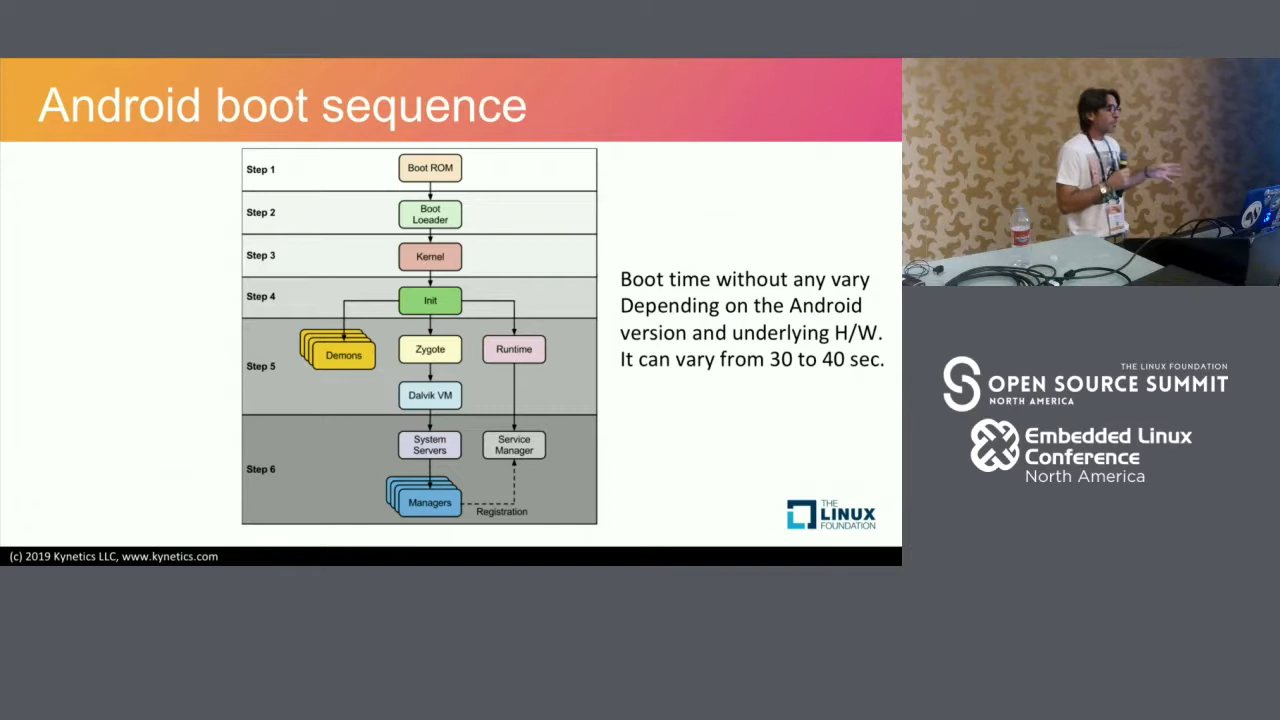 Android boot sequence
Step 1
Boot ROM
Step 2
Boot
Loeader
Step 3
Kernel
Step 4
Init
Step 5
Demons
Zygote
Runtime
Dalvik VM
Step 6
System
Servers
Service
Manager
Managers
Registration
Boot time without any vary
Depending on the Android
version and underlying H/W.
It can vary from 30 to 40 sec.
THE
LINUX
FOUNDATION
(c) 2019 Kynetics LLC, www.kynetics.com
THE LINUX FOUNDATION
OPEN SOURCE SUMMIT
NORTH AMERICA
Embedded Linux
Conference
North America